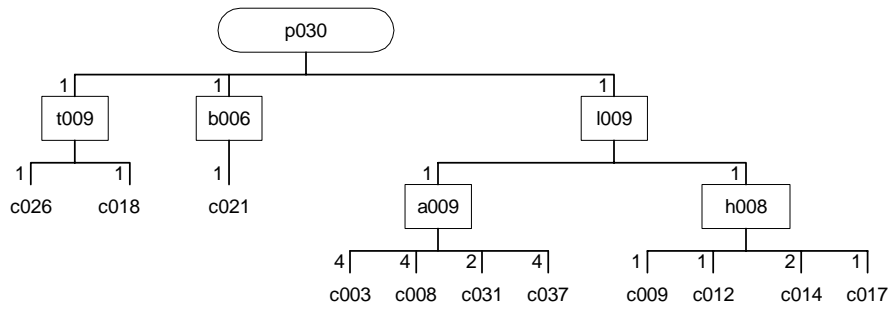 p030
1 1 1
t009 b006 l009
1 1 1 1 1
c026 c018 c021 a009 h008
4 4 2 4 1 1 2 1
c003 c008 c031 c037 c009 c012 c014 c017